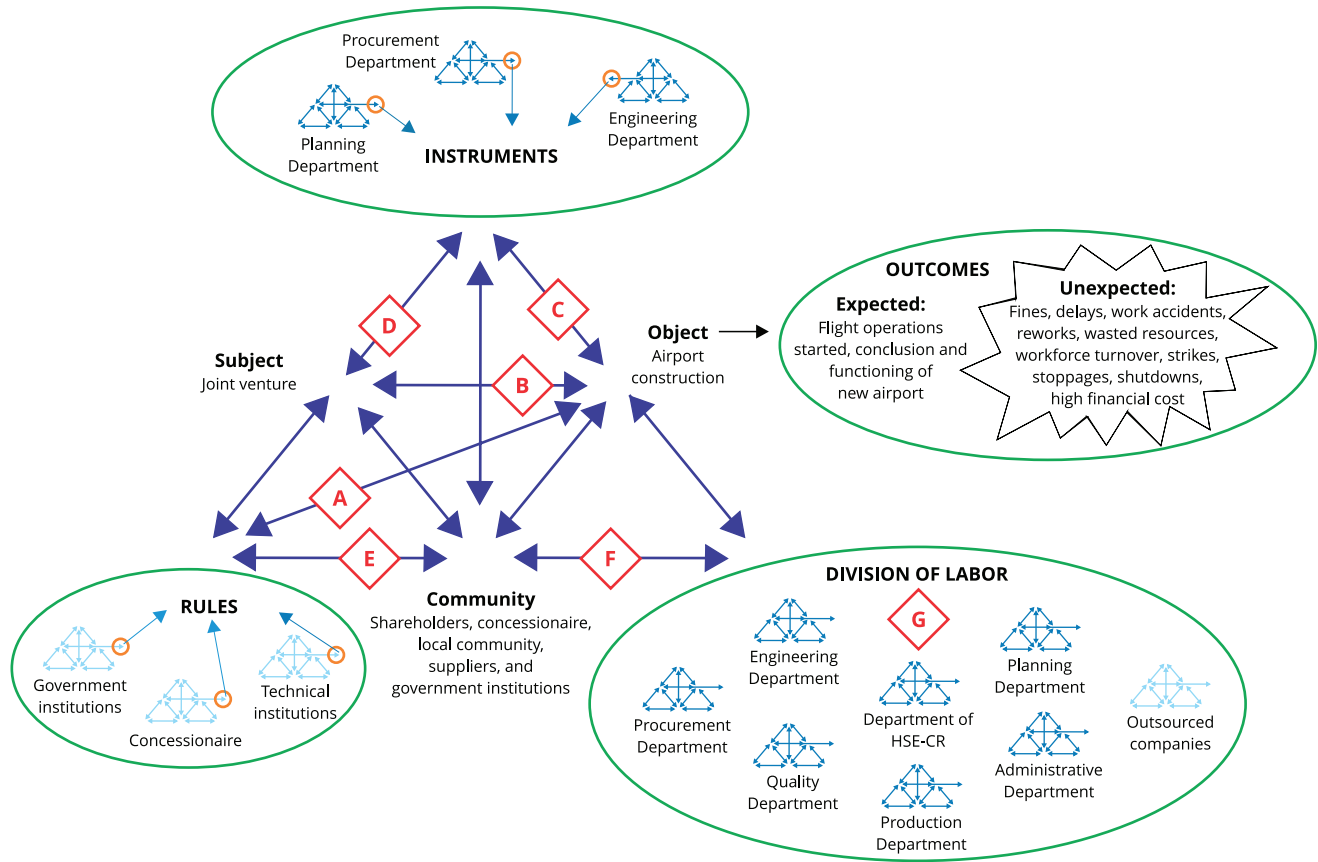 Procurement
Department
Planning
Department
Engineering
Department
INSTRUMENTS
D
C
B
A
E
F
Subject
Joint venture
Object
Airport
construction
OUTCOMES
Expected:
Flight operations
started, conclusion and
functioning of
new airport
Unexpected:
Fines, delays, work accidents,
reworks, wasted resources,
workforce turnover, strikes,
stoppages, shutdowns,
high financial cost
RULES
Government
institutions
Concessionaire
Technical
institutions
Community
Shareholders, concessionaire,
local community,
suppliers, and
government institutions
DIVISION OF LABOR
G
Engineering
Department
Planning
Department
Procurement
Department
Department of
HSE-CR
Outsourced
companies
Quality
Department
Administrative
Department
Production
Department